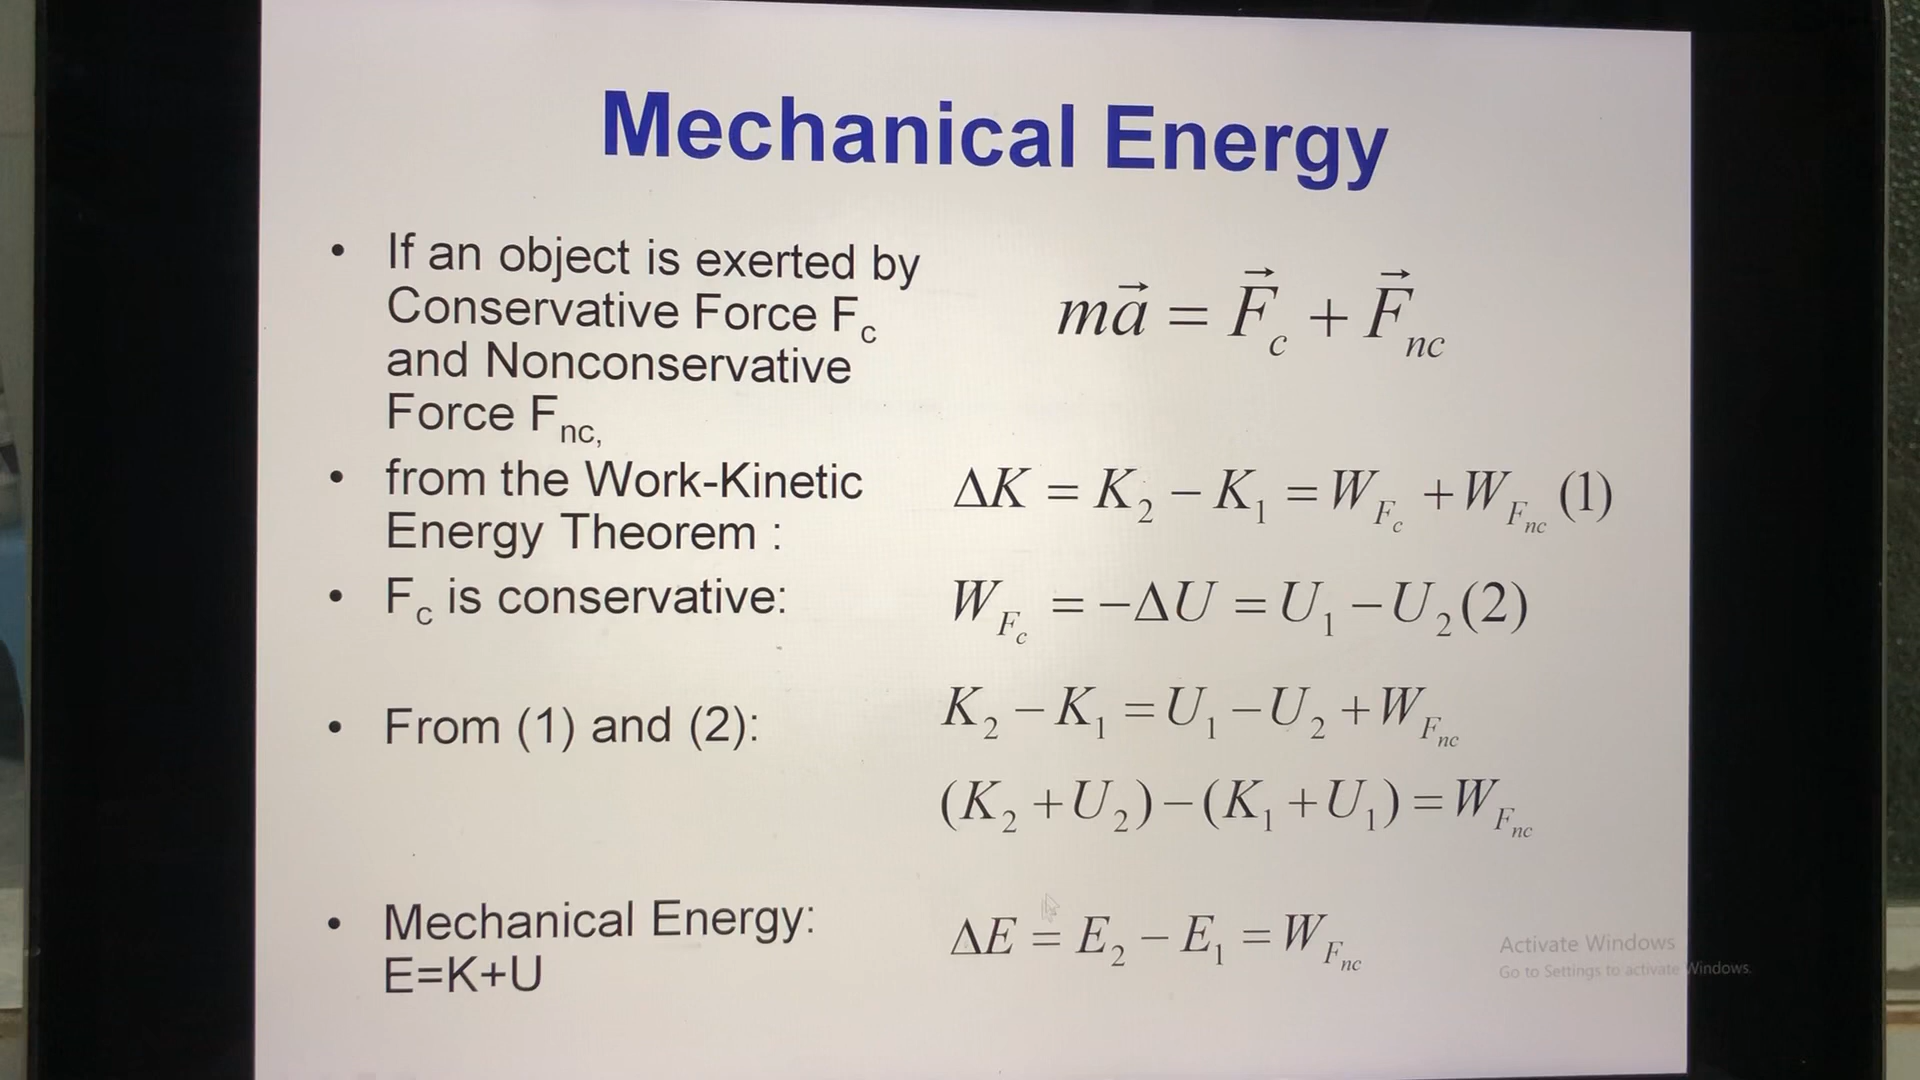 Mechanical Energy
• If an object is exerted by
Conservative Force F_c
and Nonconservative
Force F_nc,
m\vec{a} = \vec{F}_c + \vec{F}_nc
• from the Work-Kinetic
Energy Theorem :
ΔK = K_2 − K_1 = W_{F_c} + W_{F_nc} (1)
• F_c is conservative:
W_{F_c} = −ΔU = U_1 − U_2 (2)
• From (1) and (2):
K_2 − K_1 = U_1 − U_2 + W_{F_nc}
(K_2 + U_2) − (K_1 + U_1) = W_{F_nc}
• Mechanical Energy:
E=K+U
ΔE = E_2 − E_1 = W_{F_nc}
Activate Windows
Go to Settings to activate Windows.